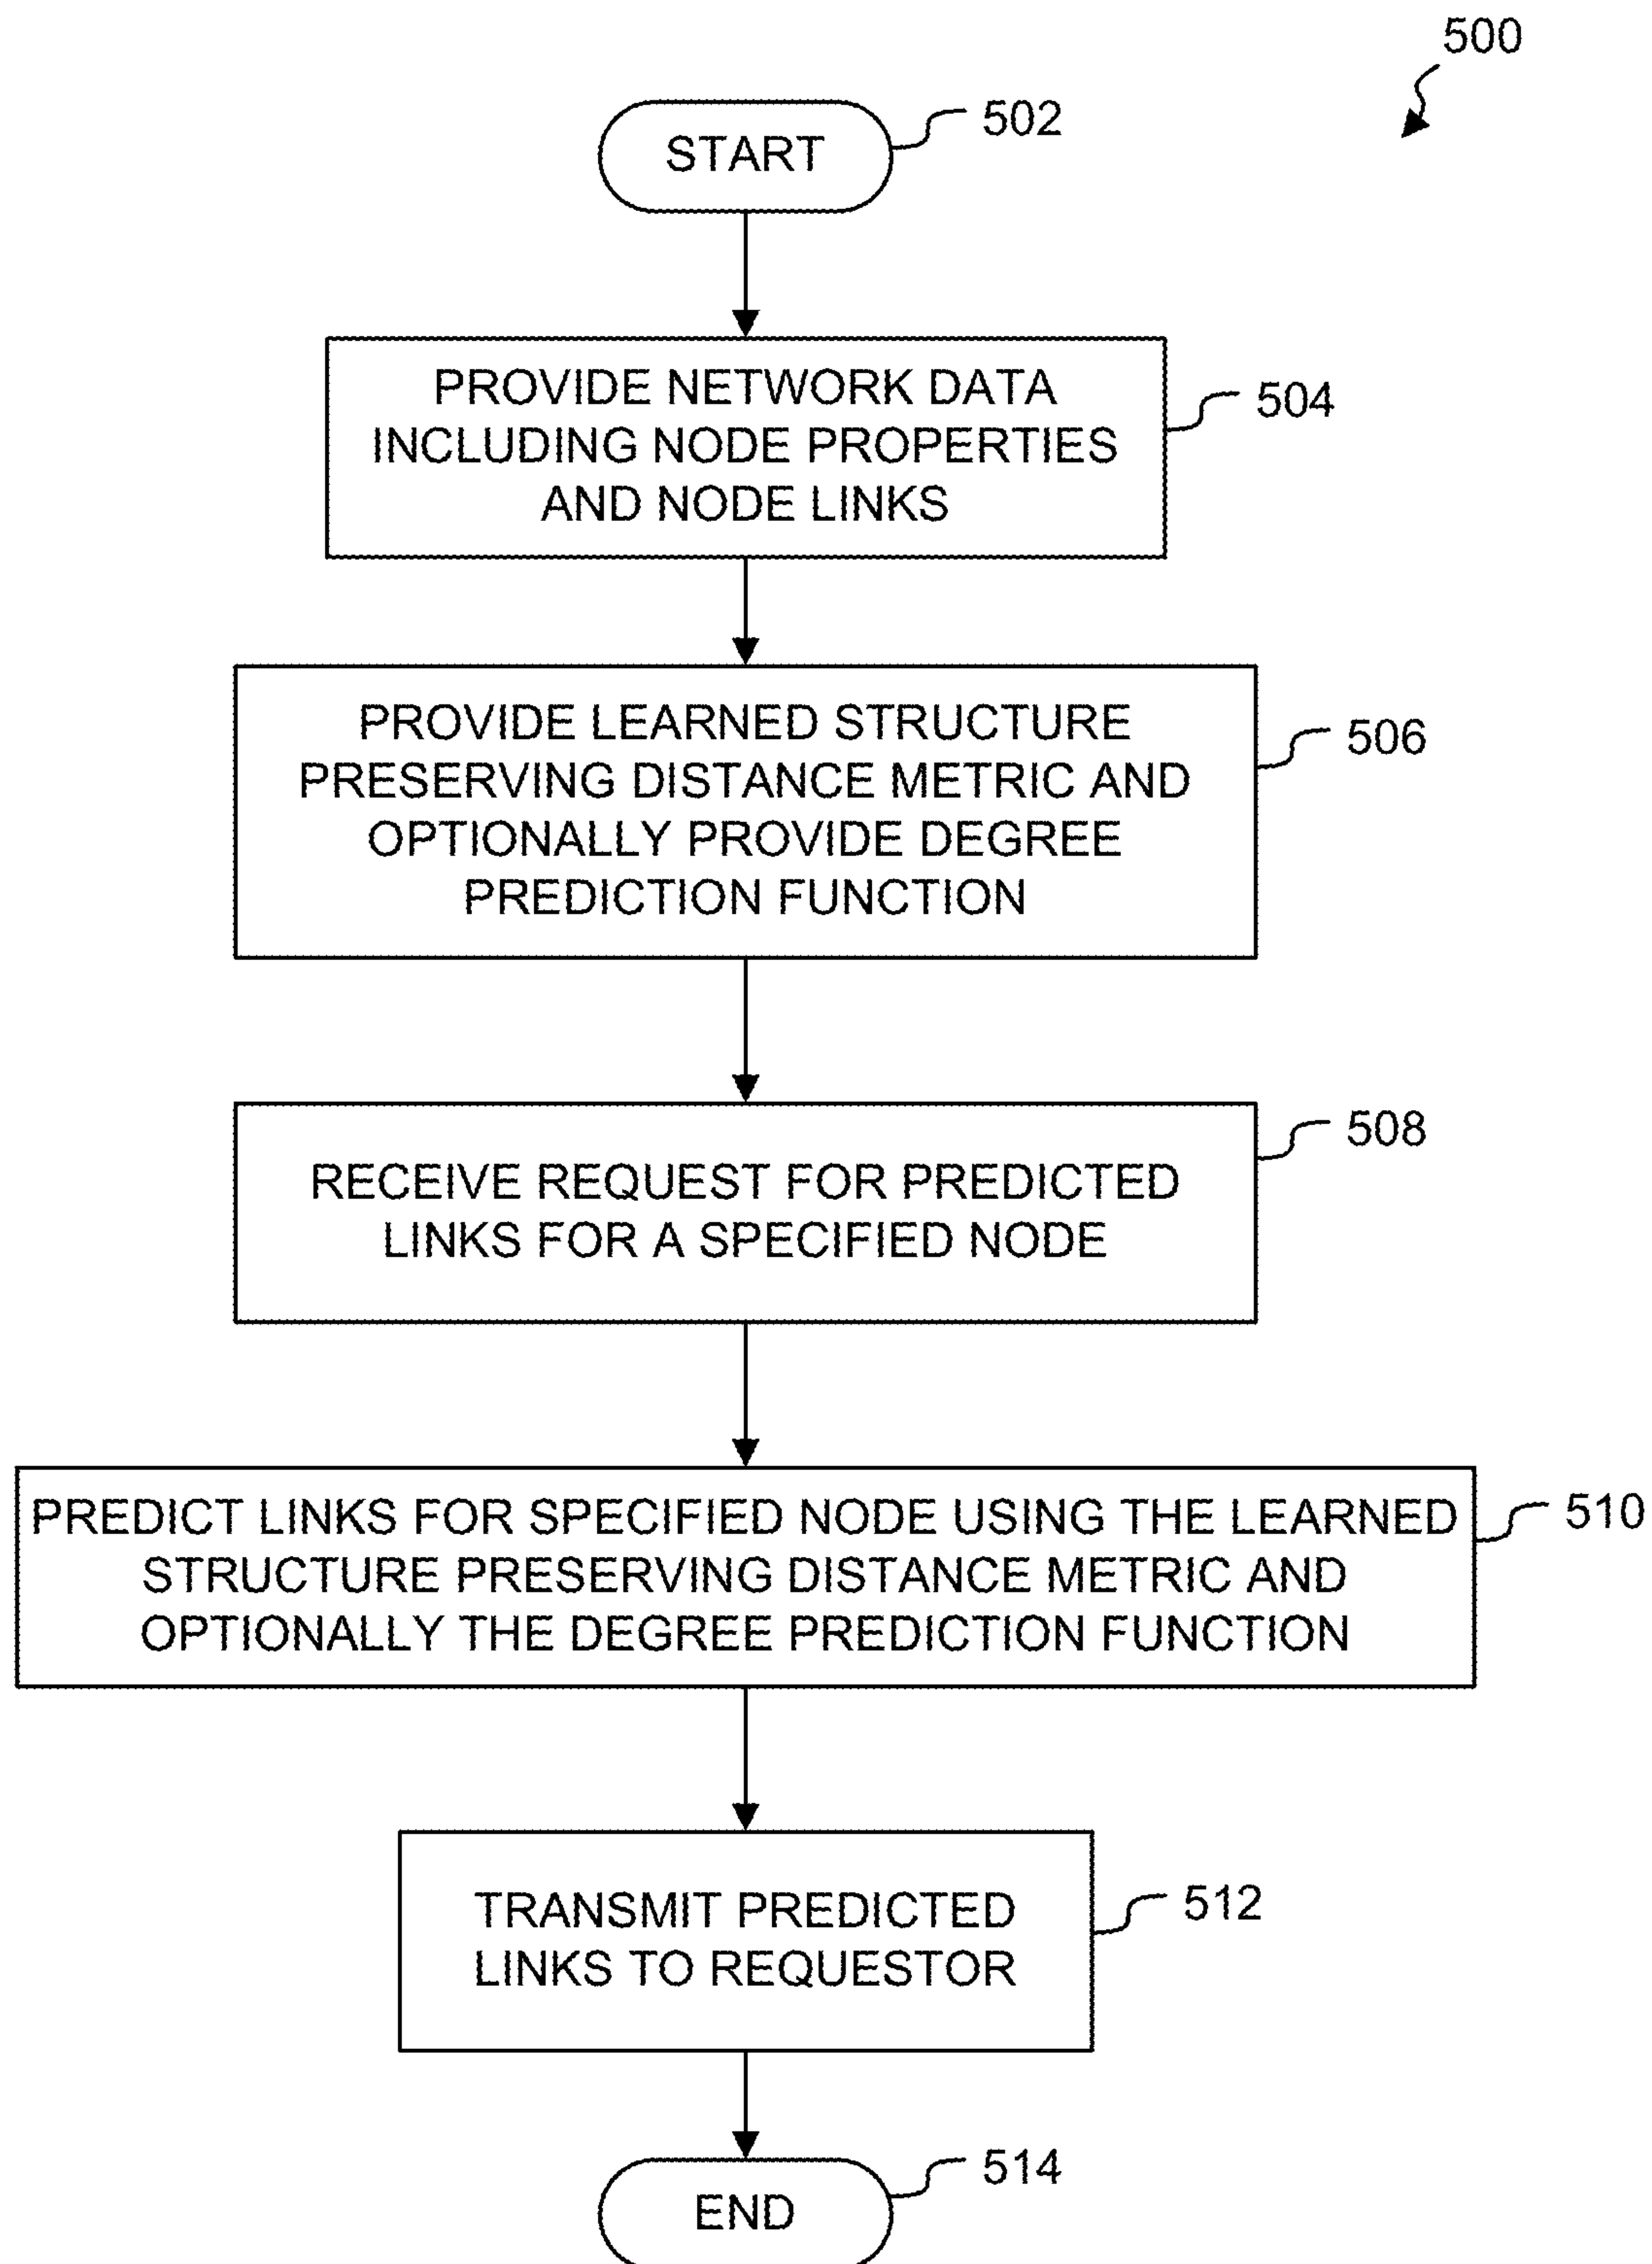 500
START
502
PROVIDE NETWORK DATA
INCLUDING NODE PROPERTIES
AND NODE LINKS
504
PROVIDE LEARNED STRUCTURE
PRESERVING DISTANCE METRIC AND
OPTIONALLY PROVIDE DEGREE
PREDICTION FUNCTION
506
RECEIVE REQUEST FOR PREDICTED
LINKS FOR A SPECIFIED NODE
508
PREDICT LINKS FOR SPECIFIED NODE USING THE LEARNED
STRUCTURE PRESERVING DISTANCE METRIC AND
OPTIONALLY THE DEGREE PREDICTION FUNCTION
510
TRANSMIT PREDICTED
LINKS TO REQUESTOR
512
END
514